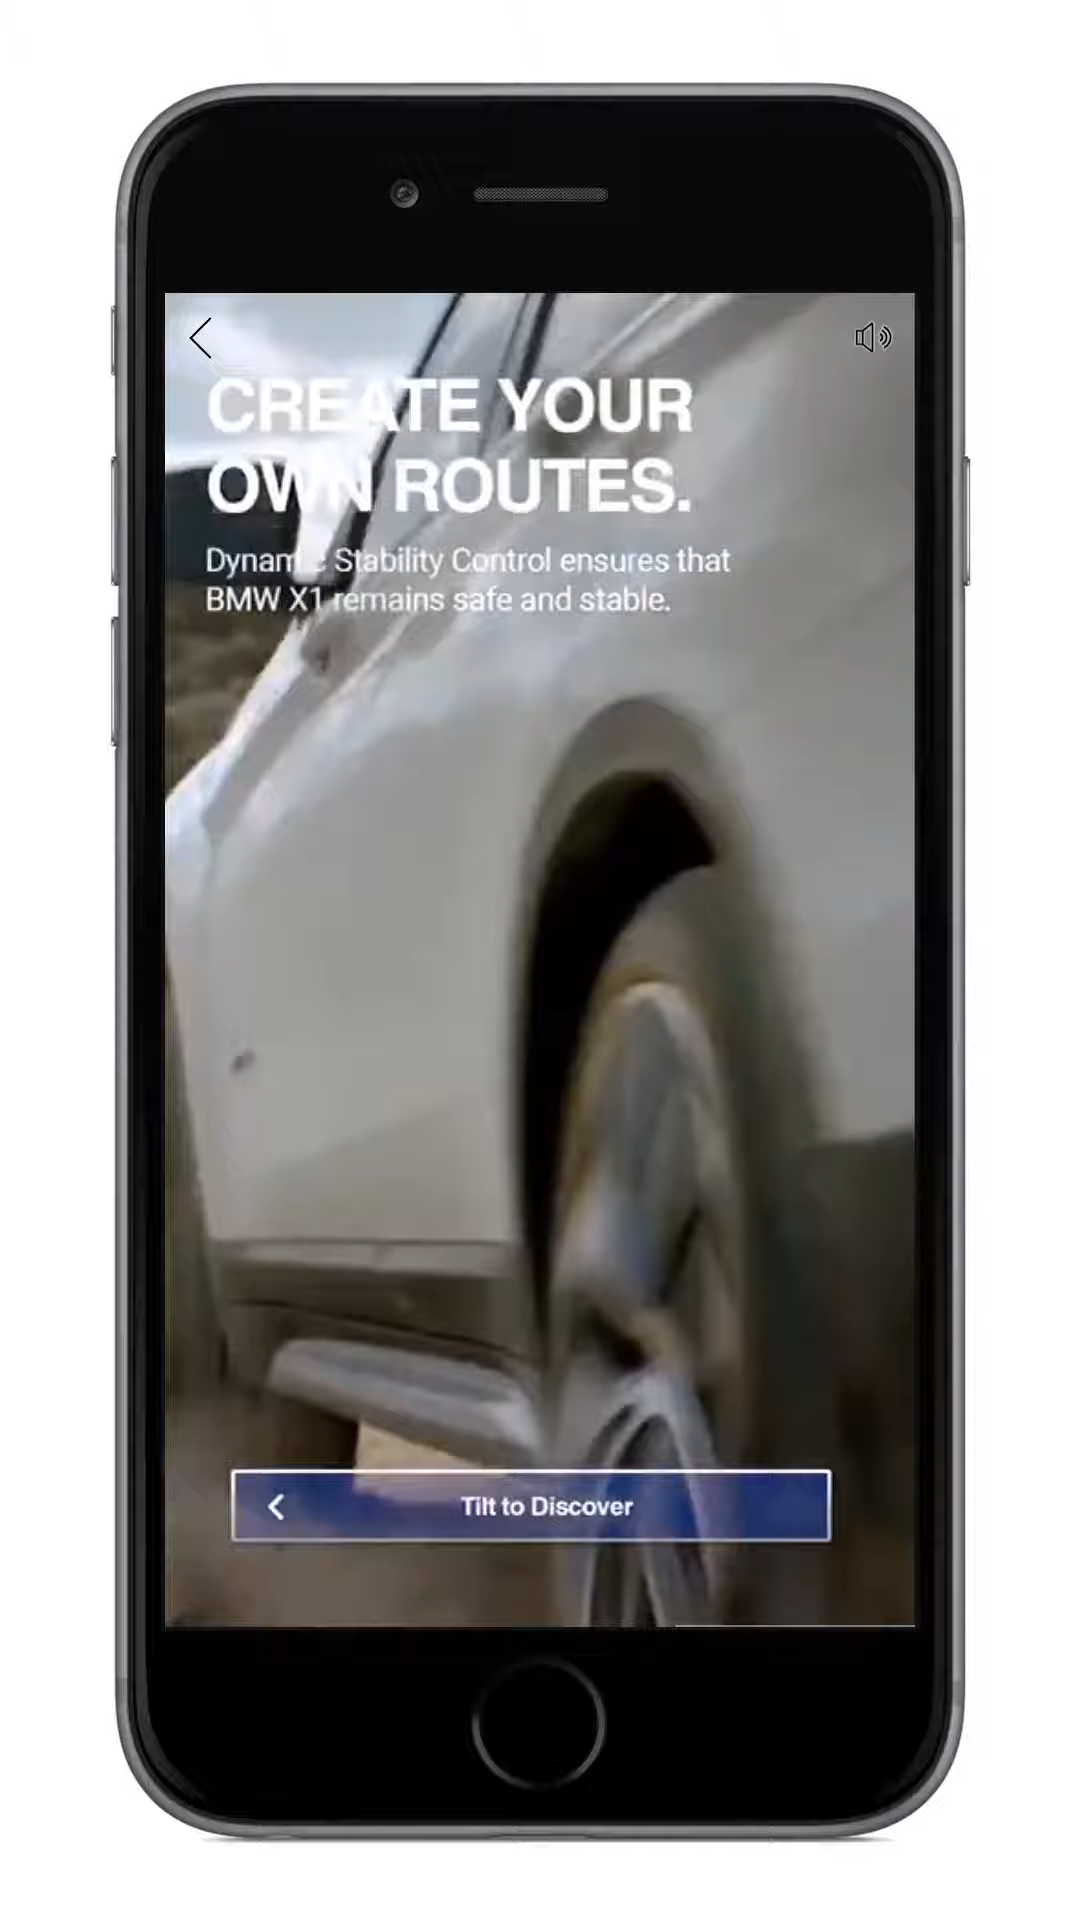 CREATE YOUR
OWN ROUTES.
Dynamic Stability Control ensures that
BMW X1 remains safe and stable.
Tilt to Discover